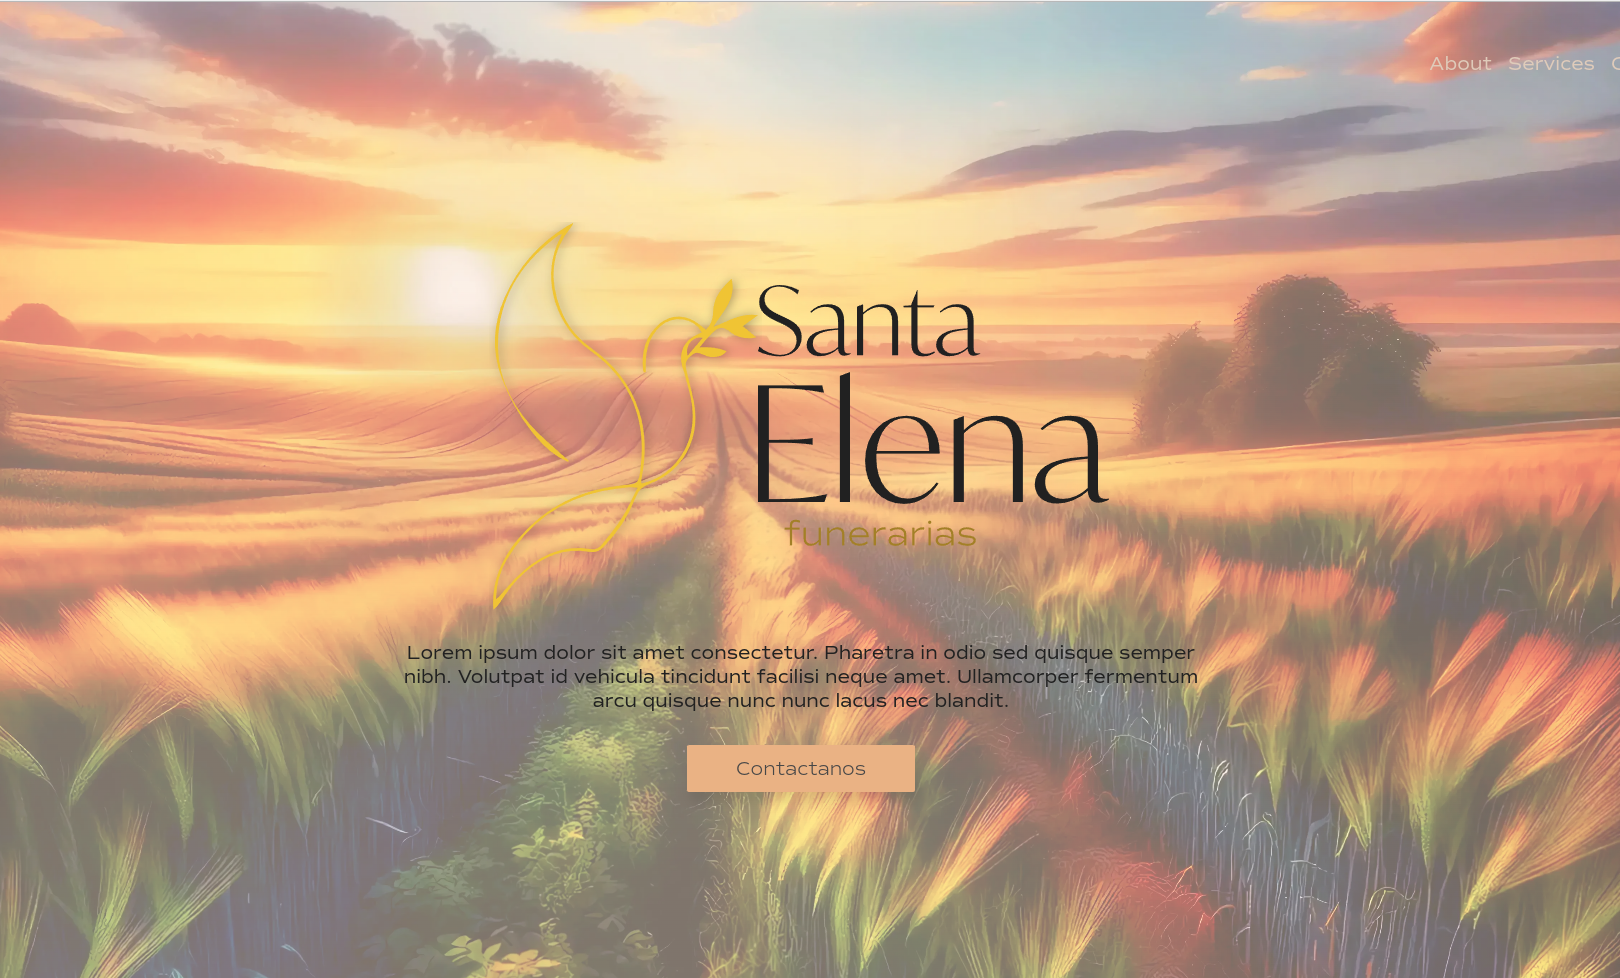 About Services
Santa
Elena
funerarias
Lorem ipsum dolor sit amet consectetur. Pharetra in odio sed quisque semper
nibh. Volutpat id vehicula tincidunt facilisi neque amet. Ullamcorper fermentum
arcu quisque nunc nunc lacus nec blandit.
Contactanos